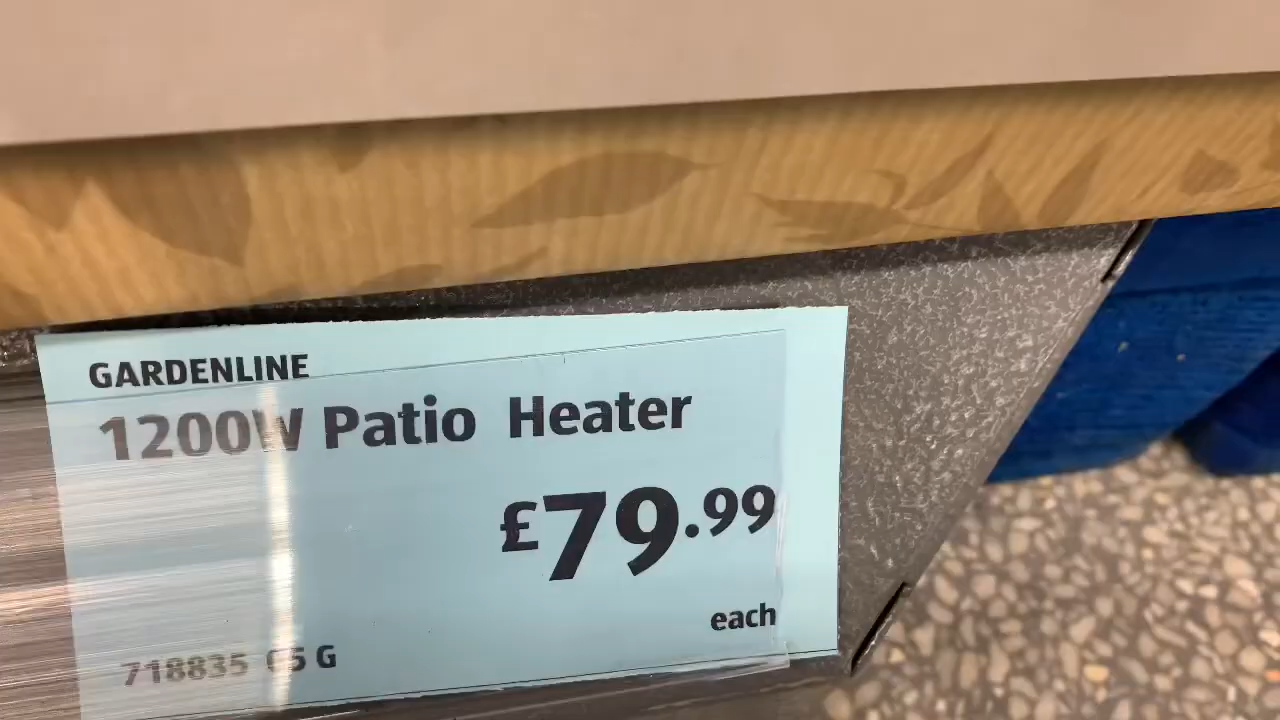 GARDENLINE
1200W Patio Heater
£79.99
each
718835 G